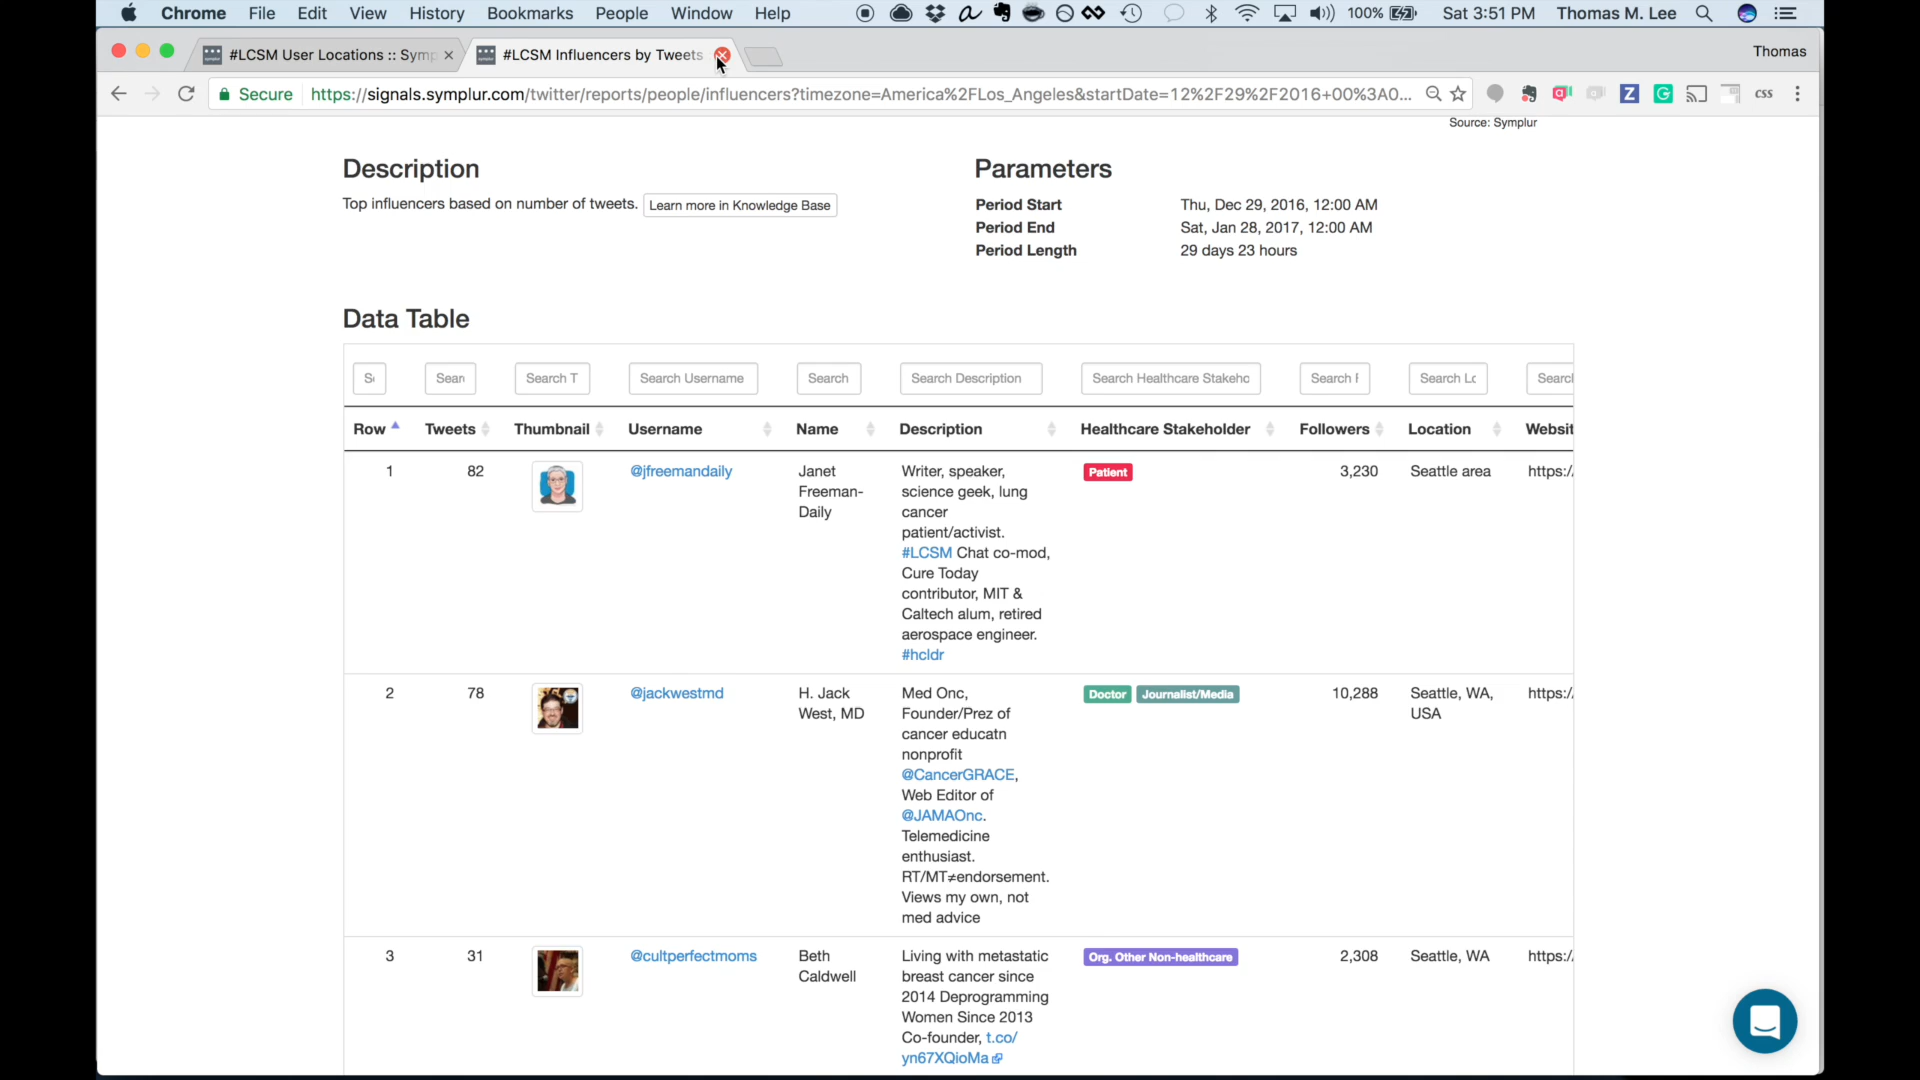 Chrome File Edit View History Bookmarks People Window Help 100% Sat 3:51 PM Thomas M. Lee
#LCSM User Locations :: Symp
#LCSM Influencers by Tweets
Thomas
Secure https://signals.symplur.com/twitter/reports/people/influencers?timezone=America%2FLos_Angeles&startDate=12%2F29%2F2016+00%3A0...
css
Source: Symplur
Description
Top influencers based on number of tweets. Learn more in Knowledge Base
Parameters
Period Start Thu, Dec 29, 2016, 12:00 AM
Period End Sat, Jan 28, 2017, 12:00 AM
Period Length 29 days 23 hours
Data Table
Search T Search Username Search Search Description Search Healthcare Stakeho Search Lc Search
Row Tweets Thumbnail Username Name Description Healthcare Stakeholder Followers Location Websit
1 82 @jfreemandaily
Janet
Freeman-
Daily
Writer, speaker,
science geek, lung
cancer
patient/activist.
#LCSM Chat co-mod,
Cure Today
contributor, MIT &
Caltech alum, retired
aerospace engineer.
#hcldr
Patient
3,230
Seattle area
https:/
2 78 @jackwestmd
H. Jack
West, MD
Med Onc,
Founder/Prez of
cancer educatn
nonprofit
@CancerGRACE,
Web Editor of
@JAMAOnc.
Telemedicine
enthusiast.
RT/MT≠endorsement.
Views my own, not
med advice
Doctor Journalist/Media
10,288
Seattle, WA,
USA
https:/
3 31 @cultperfectmoms
Beth
Caldwell
Living with metastatic
breast cancer since
2014 Deprogramming
Women Since 2013
Co-founder, t.co/
yn67XQioMa
Org. Other Non-healthcare
2,308
Seattle, WA
https:/